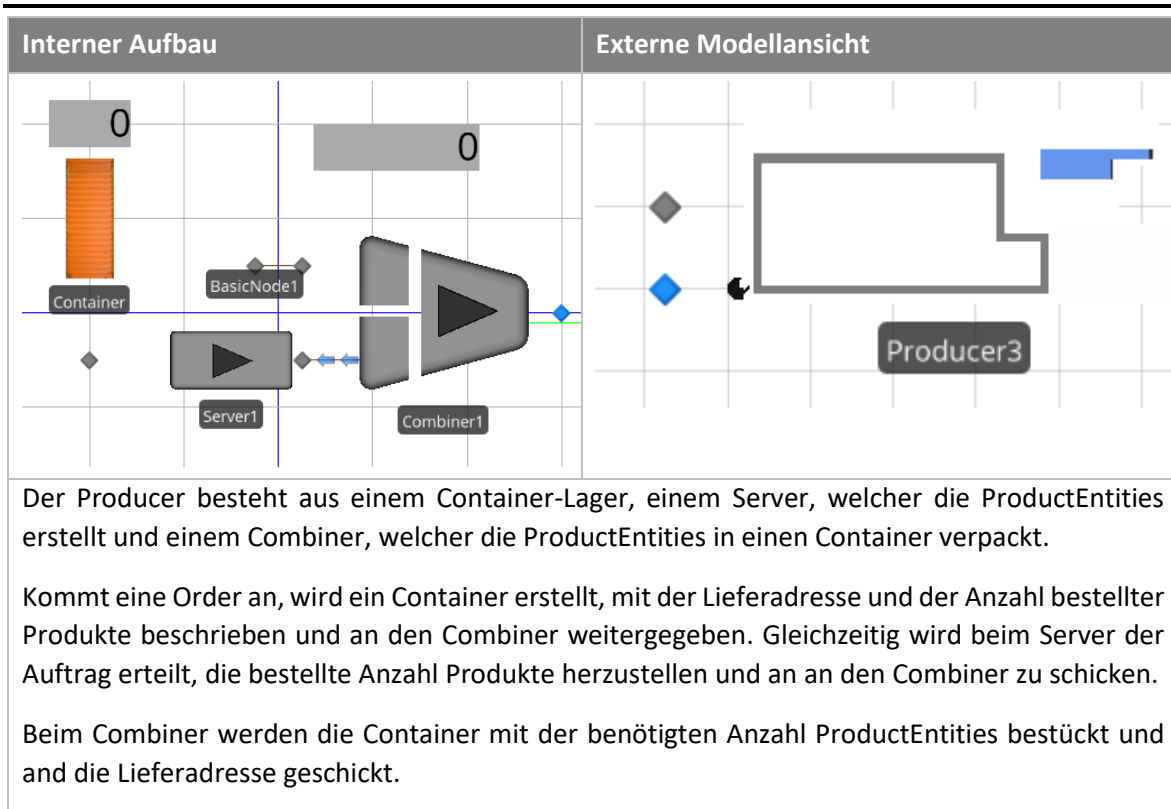 Interner Aufbau
Externe Modellansicht
0
0
BasicNode1
Container
Server1
Combiner1
Producer3
Der Producer besteht aus einem Container-Lager, einem Server, welcher die ProductEntities
erstellt und einem Combiner, welcher die ProductEntities in einen Container verpackt.
Kommt eine Order an, wird ein Container erstellt, mit der Lieferadresse und der Anzahl bestellter
Produkte beschrieben und an den Combiner weitergegeben. Gleichzeitig wird beim Server der
Auftrag erteilt, die bestellte Anzahl Produkte herzustellen und an an den Combiner zu schicken.
Beim Combiner werden die Container mit der benötigten Anzahl ProductEntities bestückt und
and die Lieferadresse geschickt.